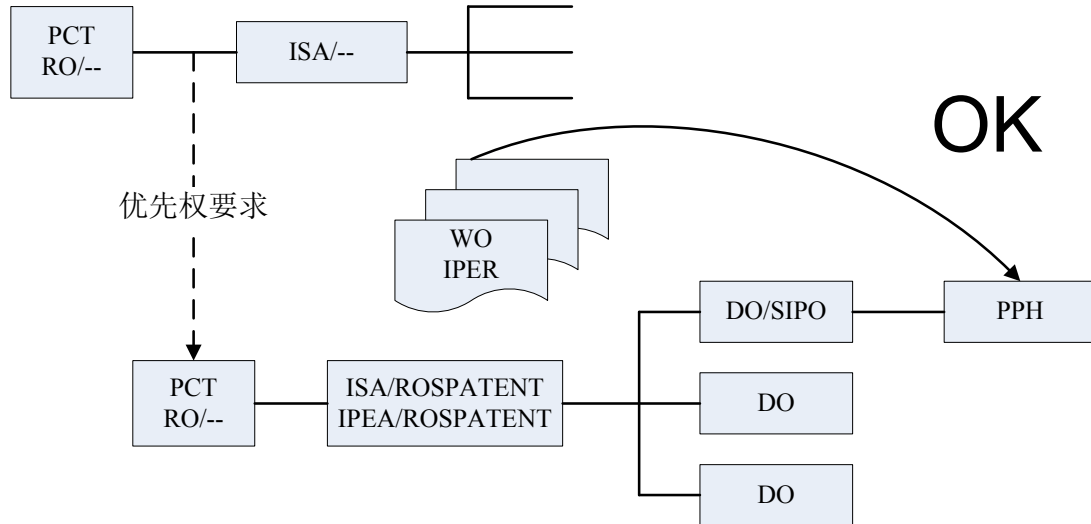 PCT
RO/--
ISA/--
OK
优先权要求
WO
IPER
DO/SIPO
PPH
PCT
RO/--
ISA/ROSPATENT
IPEA/ROSPATENT
DO
DO